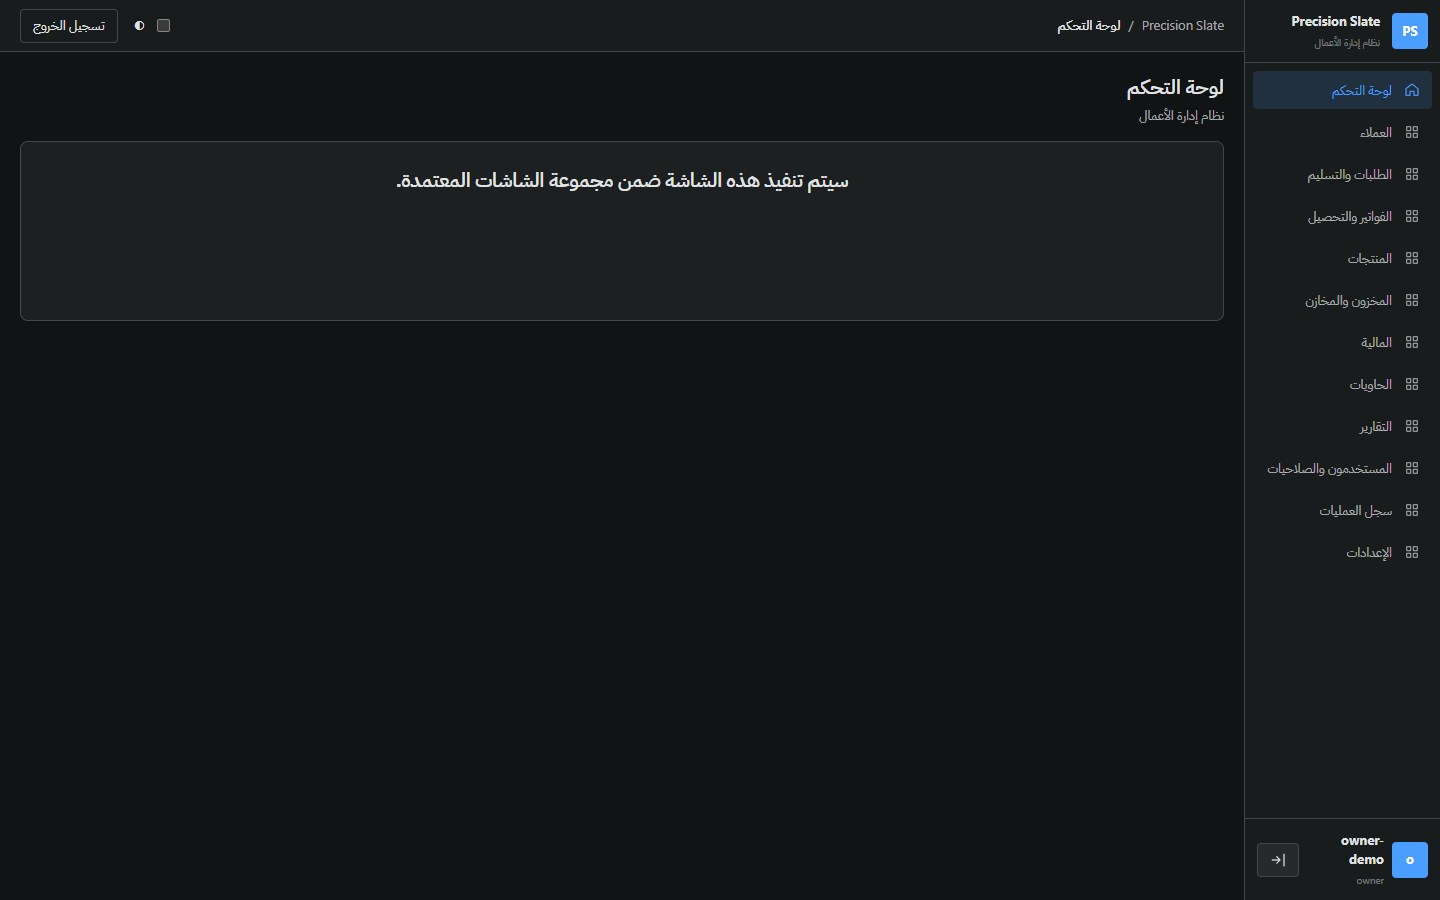 PS
Precision Slate
نظام إدارة الأعمال
لوحة التحكم
العملاء
الطلبات والتسليم
الفواتير والتحصيل
المنتجات
المخزون والمخازن
المالية
الحاويات
التقارير
المستخدمون والصلاحيات
سجل العمليات
الإعدادات
o
owner-
demo
owner
Precision Slate / لوحة التحكم
تسجيل الخروج
لوحة التحكم
نظام إدارة الأعمال
سيتم تنفيذ هذه الشاشة ضمن مجموعة الشاشات المعتمدة.